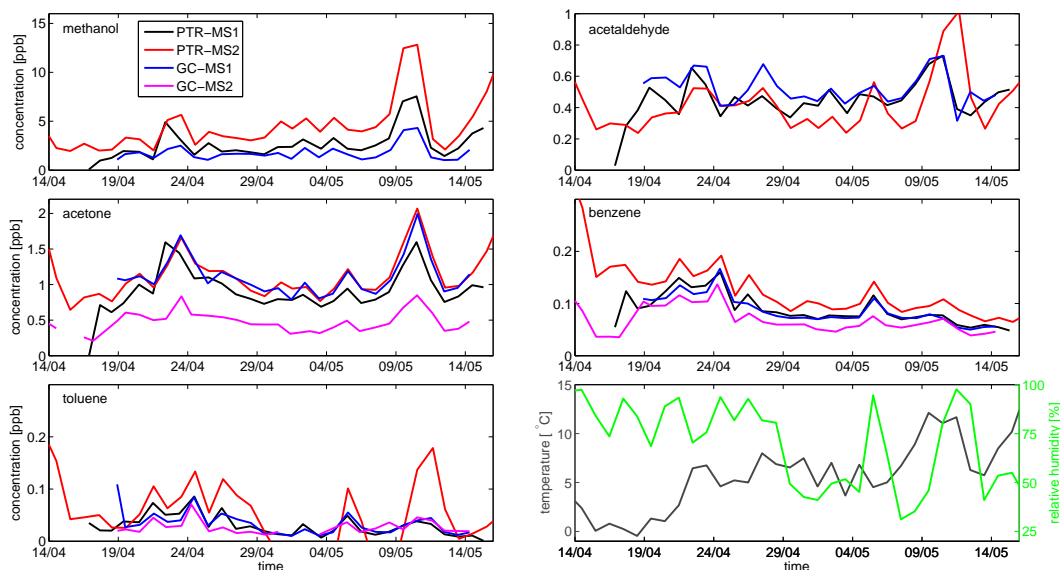 methanol
PTR−MS1
PTR−MS2
GC−MS1
GC−MS2
concentration [ppb]
0 5 10 15
14/04 19/04 24/04 29/04 04/05 09/05 14/05
acetaldehyde
0 0.2 0.4 0.6 0.8 1
14/04 19/04 24/04 29/04 04/05 09/05 14/05
acetone
concentration [ppb]
0 0.5 1 1.5 2
14/04 19/04 24/04 29/04 04/05 09/05 14/05
benzene
0 0.1 0.2
14/04 19/04 24/04 29/04 04/05 09/05 14/05
toluene
concentration [ppb]
0 0.1 0.2
14/04 19/04 24/04 29/04 04/05 09/05 14/05
time
temperature [ °C]
0 5 10 15
relative humidity [%]
25 50 75 100
14/04 19/04 24/04 29/04 04/05 09/05 14/05
time